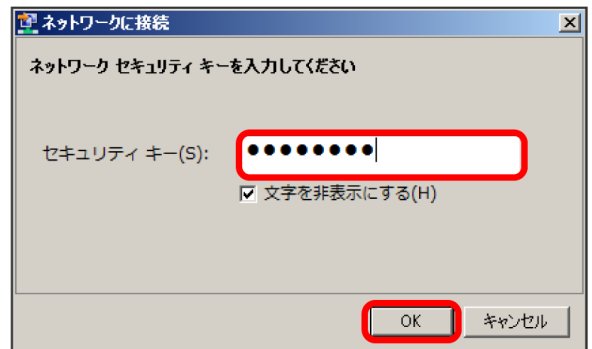 ネットワークに接続
ネットワーク セキュリティ キーを入力してください
セキュリティ キー(S): ●●●●●●●●
文字を非表示にする(H)
OK キャンセル